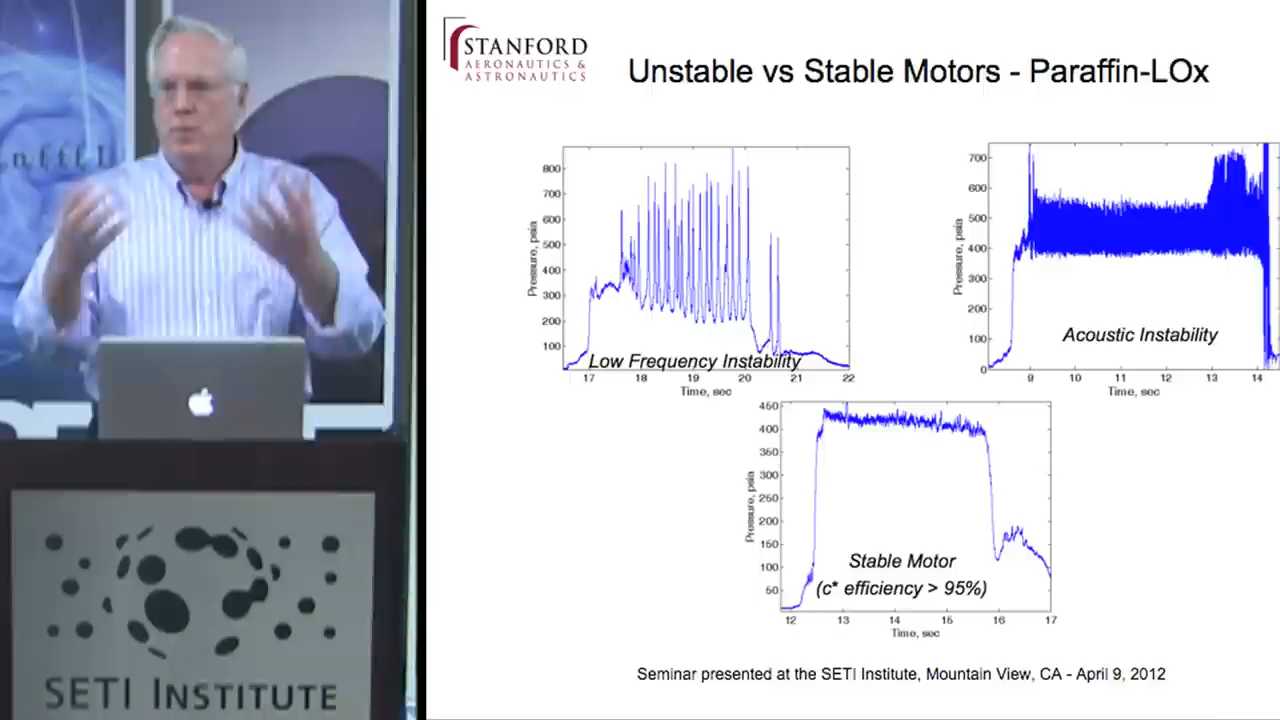 STANFORD
AERONAUTICS &
ASTRONAUTICS
Unstable vs Stable Motors - Paraffin-LOx
800
700
600
500
400
300
200
100
Pressure, psia
Low Frequency Instability
17 18 19 20 21 22
Time, sec
700
600
500
400
300
200
100
0
Pressure, psia
Acoustic Instability
9 10 11 12 13 14
Time, sec
450
400
350
300
250
200
150
100
50
Pressure, psia
Stable Motor
(c* efficiency > 95%)
12 13 14 15 16 17
Time, sec
Seminar presented at the SETI Institute, Mountain View, CA - April 9, 2012
SETI INSTITUTE